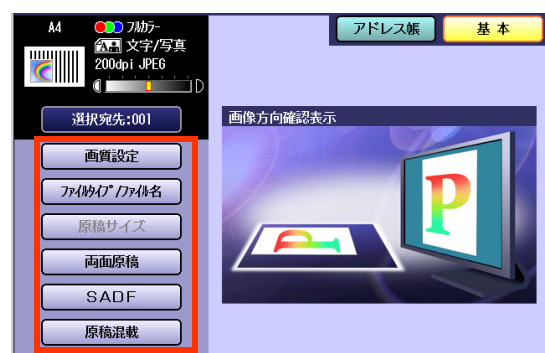 A4 フルカラー
文字/写真
200dpi JPEG
アドレス帳
基本
選択宛先:001
画像方向確認表示
画質設定
ファイルタイプ/ファイル名
原稿サイズ
両面原稿
SADF
原稿混載
P
P